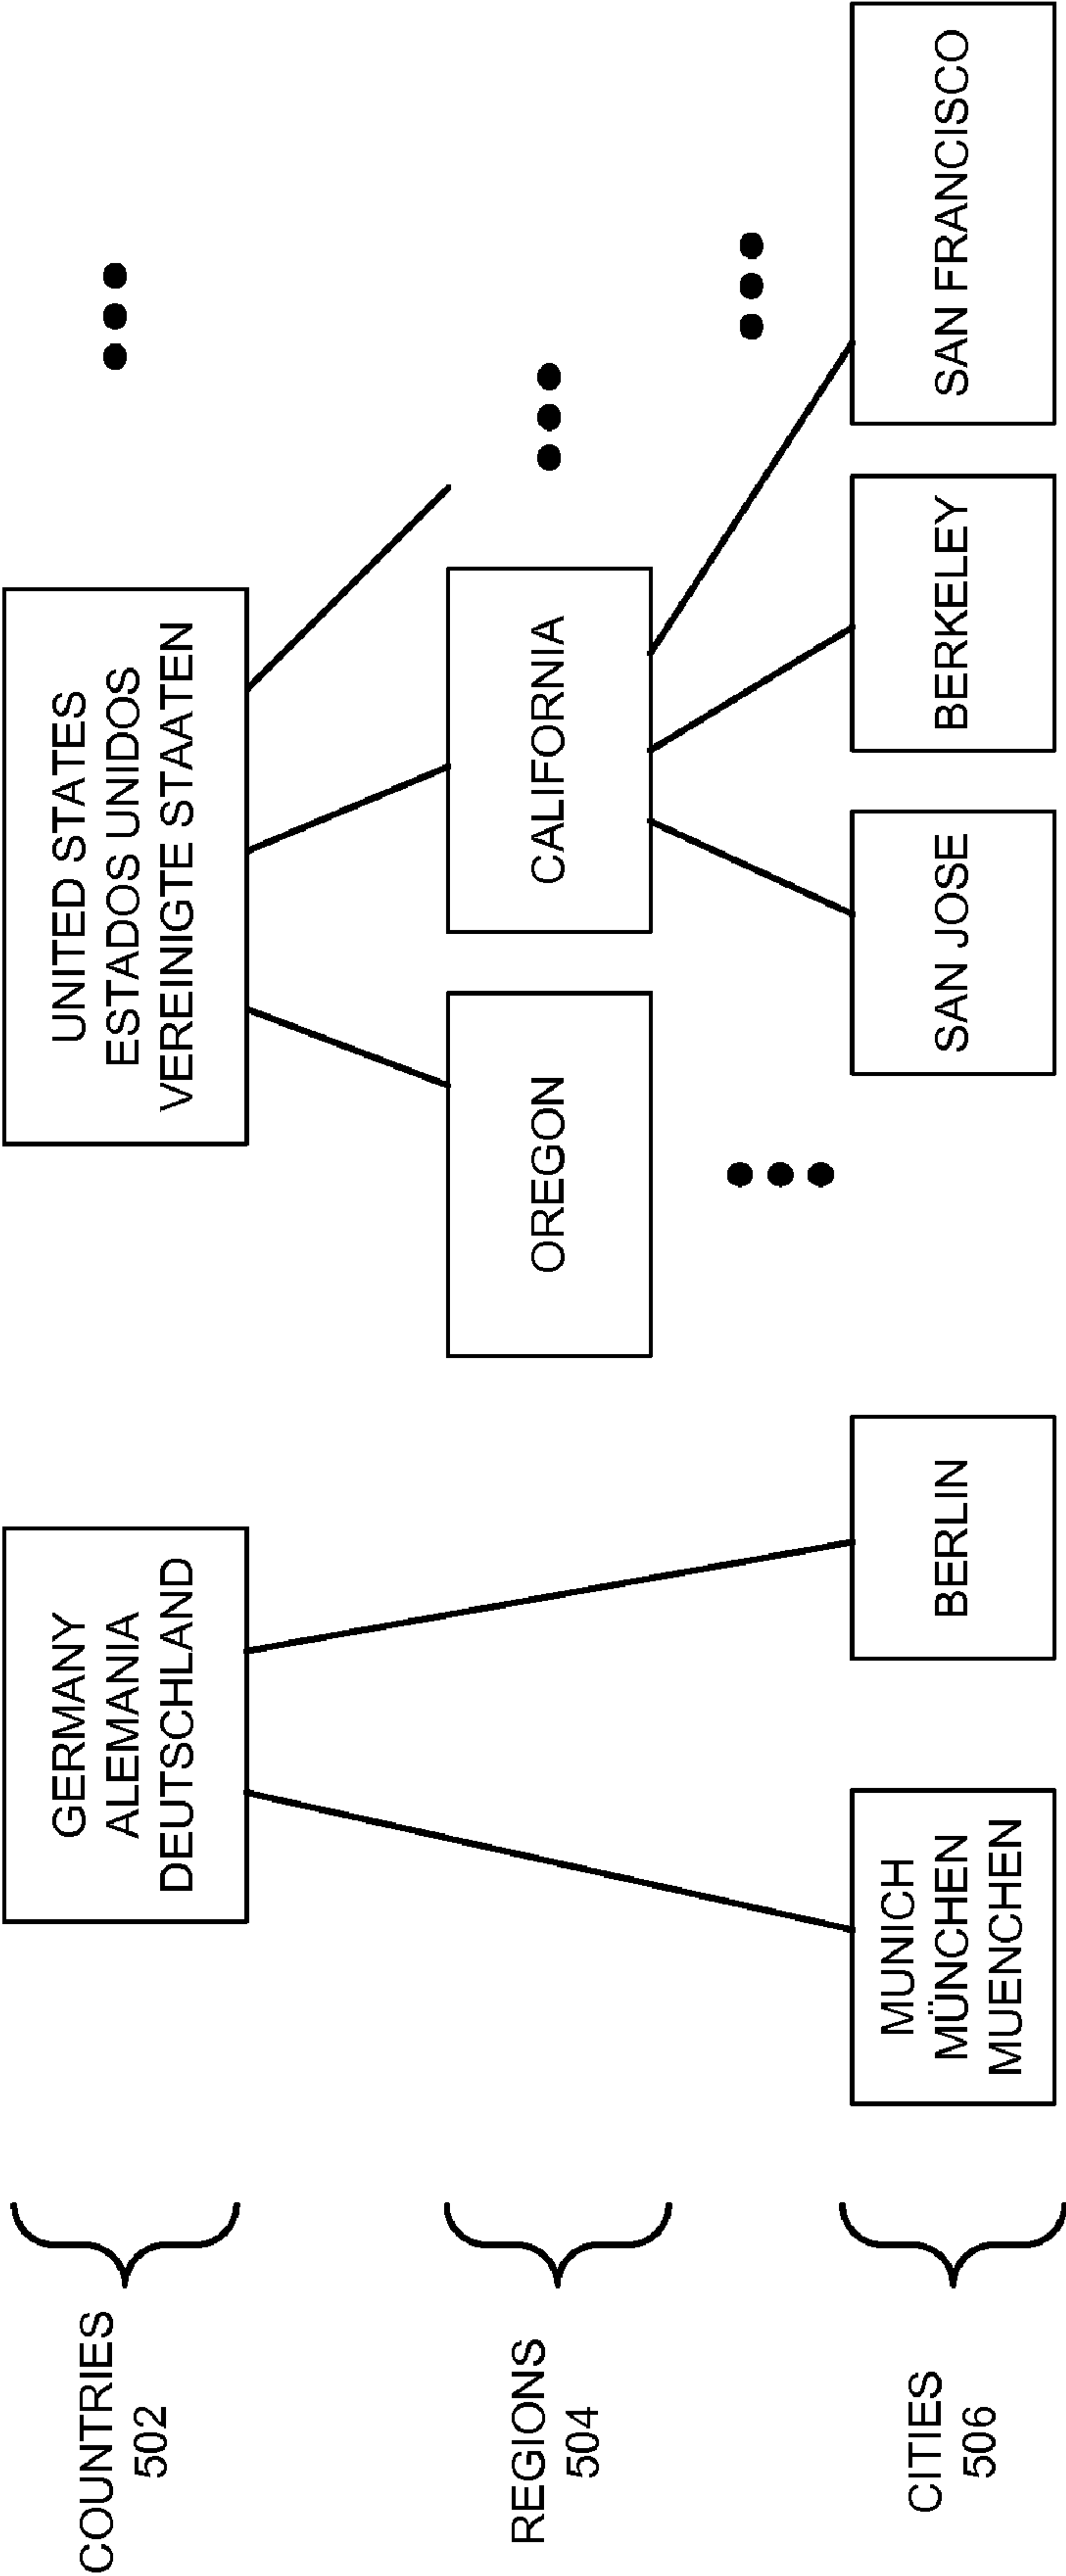 COUNTRIES
502
GERMANY
ALEMANIA
DEUTSCHLAND
UNITED STATES
ESTADOS UNIDOS
VEREINIGTE STAATEN
REGIONS
504
OREGON
CALIFORNIA
CITIES
506
MUNICH
MÜNCHEN
MUENCHEN
BERLIN
SAN JOSE
BERKELEY
SAN FRANCISCO